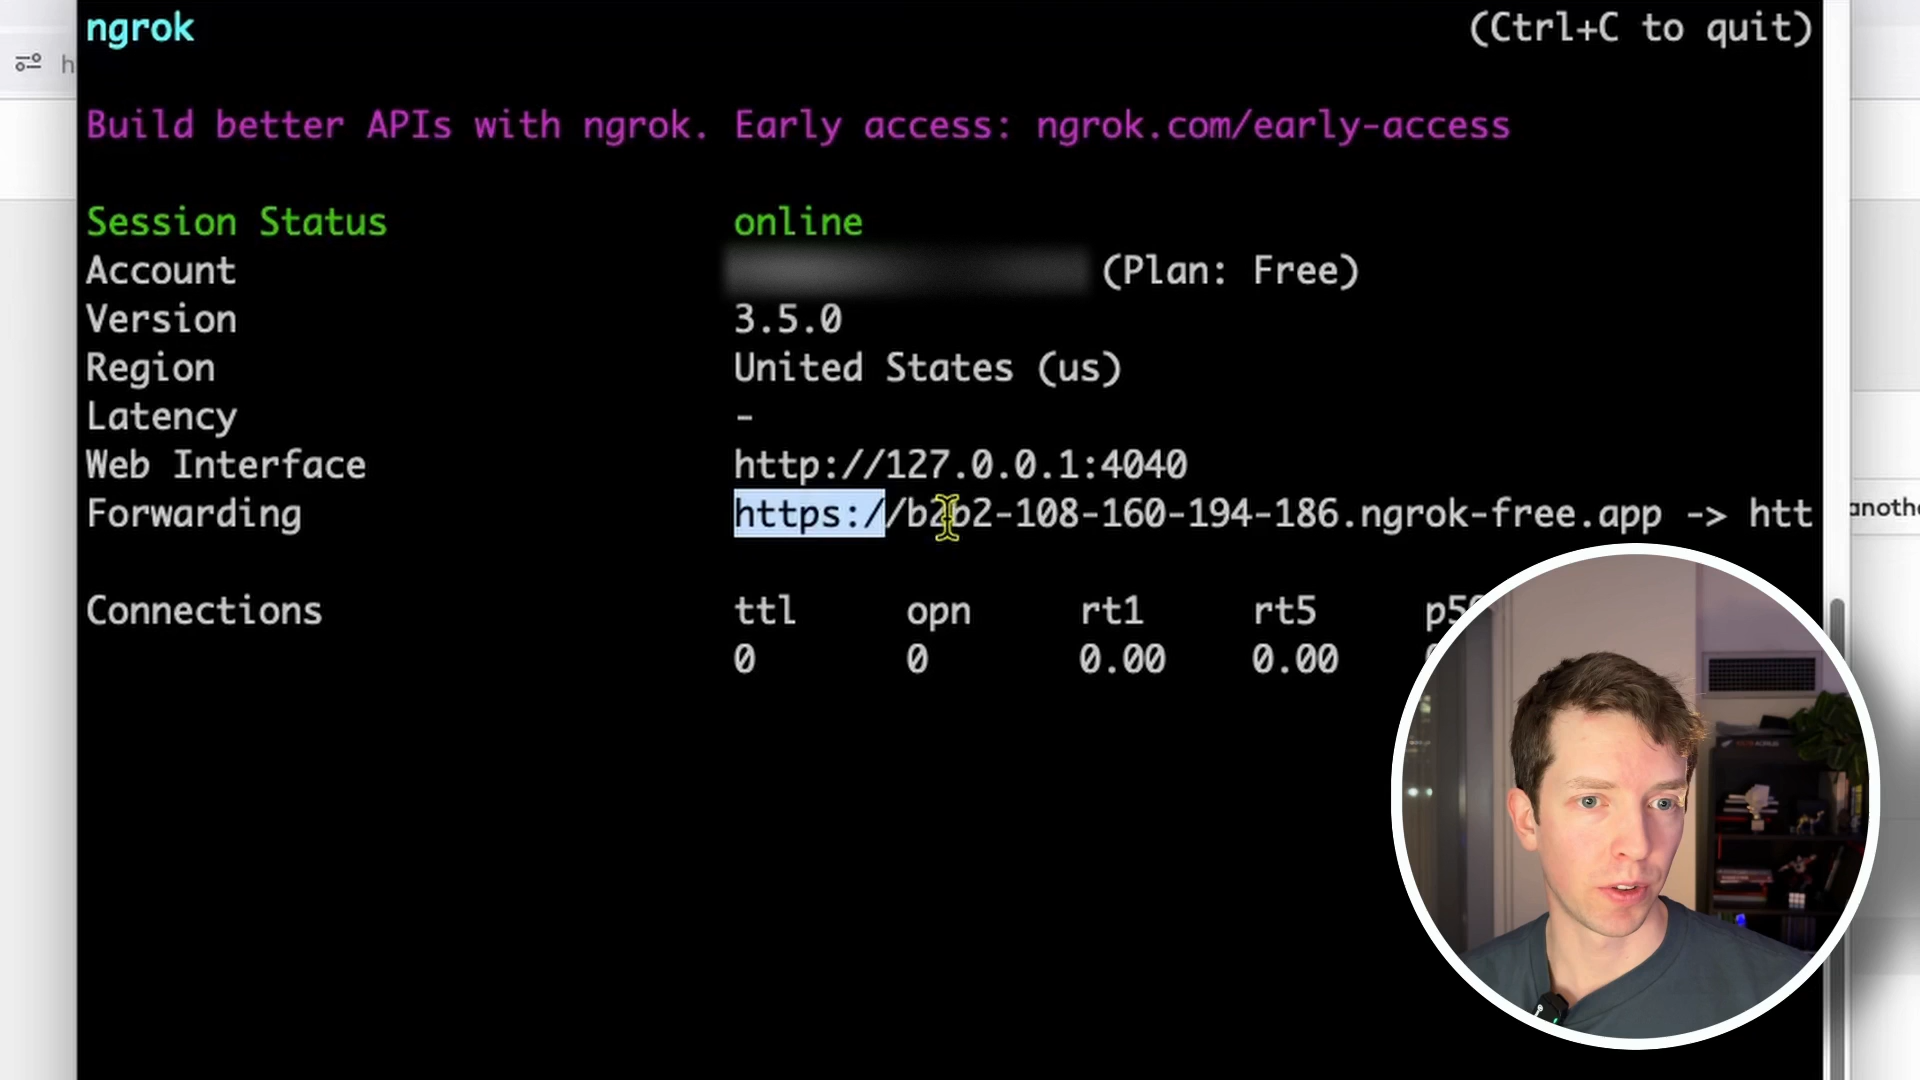 ngrok (Ctrl+C to quit)
h
Build better APIs with ngrok. Early access: ngrok.com/early-access
Session Status online
Account (Plan: Free)
Version 3.5.0
Region United States (us)
Latency -
Web Interface http://127.0.0.1:4040
Forwarding https://b2b2-108-160-194-186.ngrok-free.app -> htt
anothe
Connections ttl opn rt1 rt5 p50
0 0 0.00 0.00